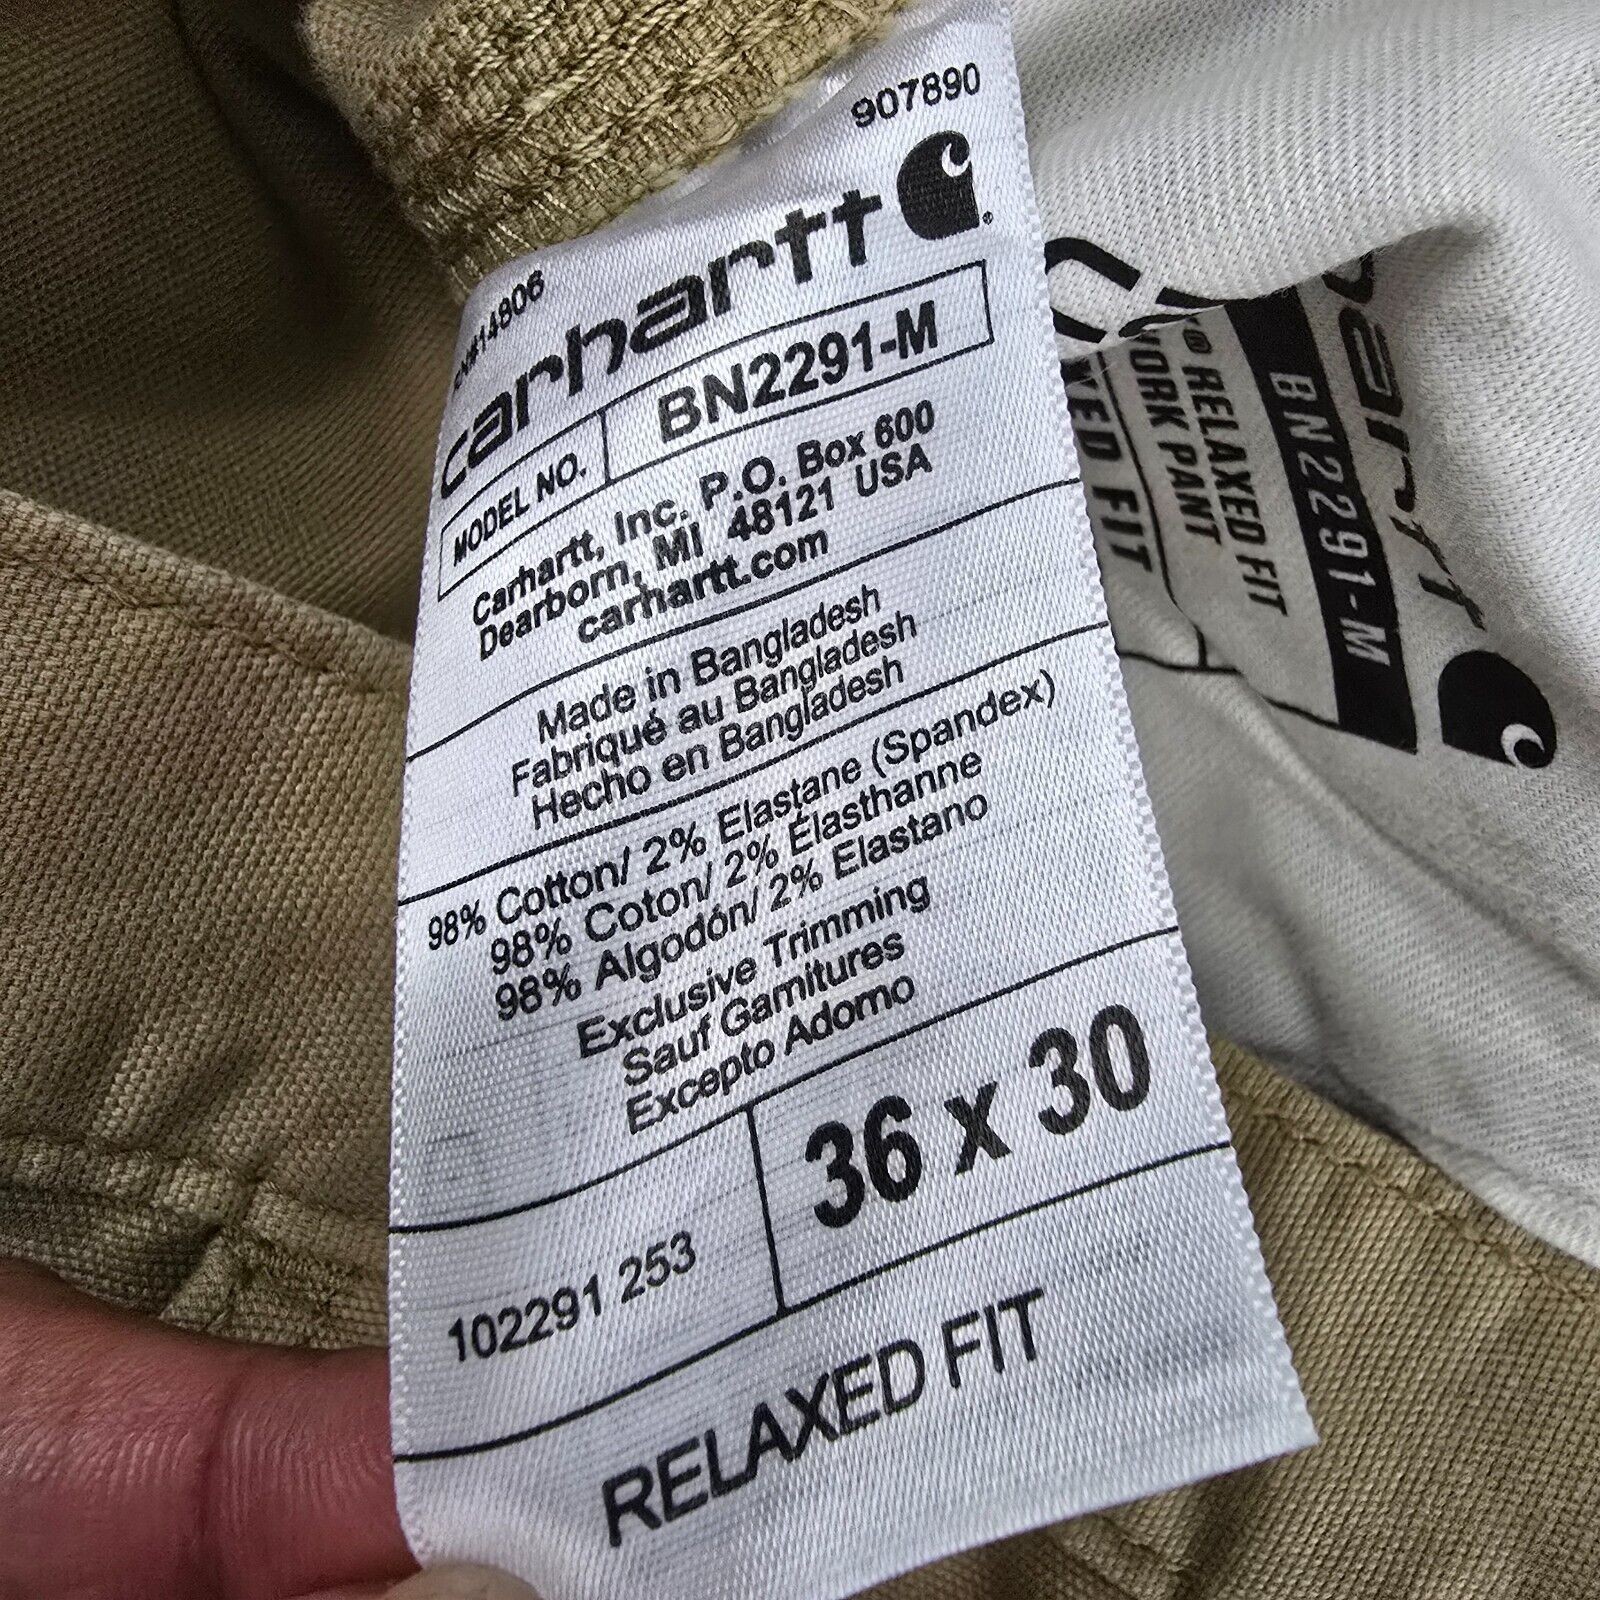 907890
carhartt
MODEL NO. BN2291-M
Carhartt, Inc. P.O. Box 600
Dearborn, MI 48121 USA
carhartt.com
Made in Bangladesh
Fabriqué au Bangladesh
Hecho en Bangladesh
98% Cotton/ 2% Elastane (Spandex)
98% Coton/ 2% Élasthanne
98% Algodón/ 2% Elastano
Exclusive Trimming
Sauf Garnitures
Excepto Adorno
102291 253
36 x 30
RELAXED FIT
BN2291-M
RELAXED FIT
WORK PANT
FIT